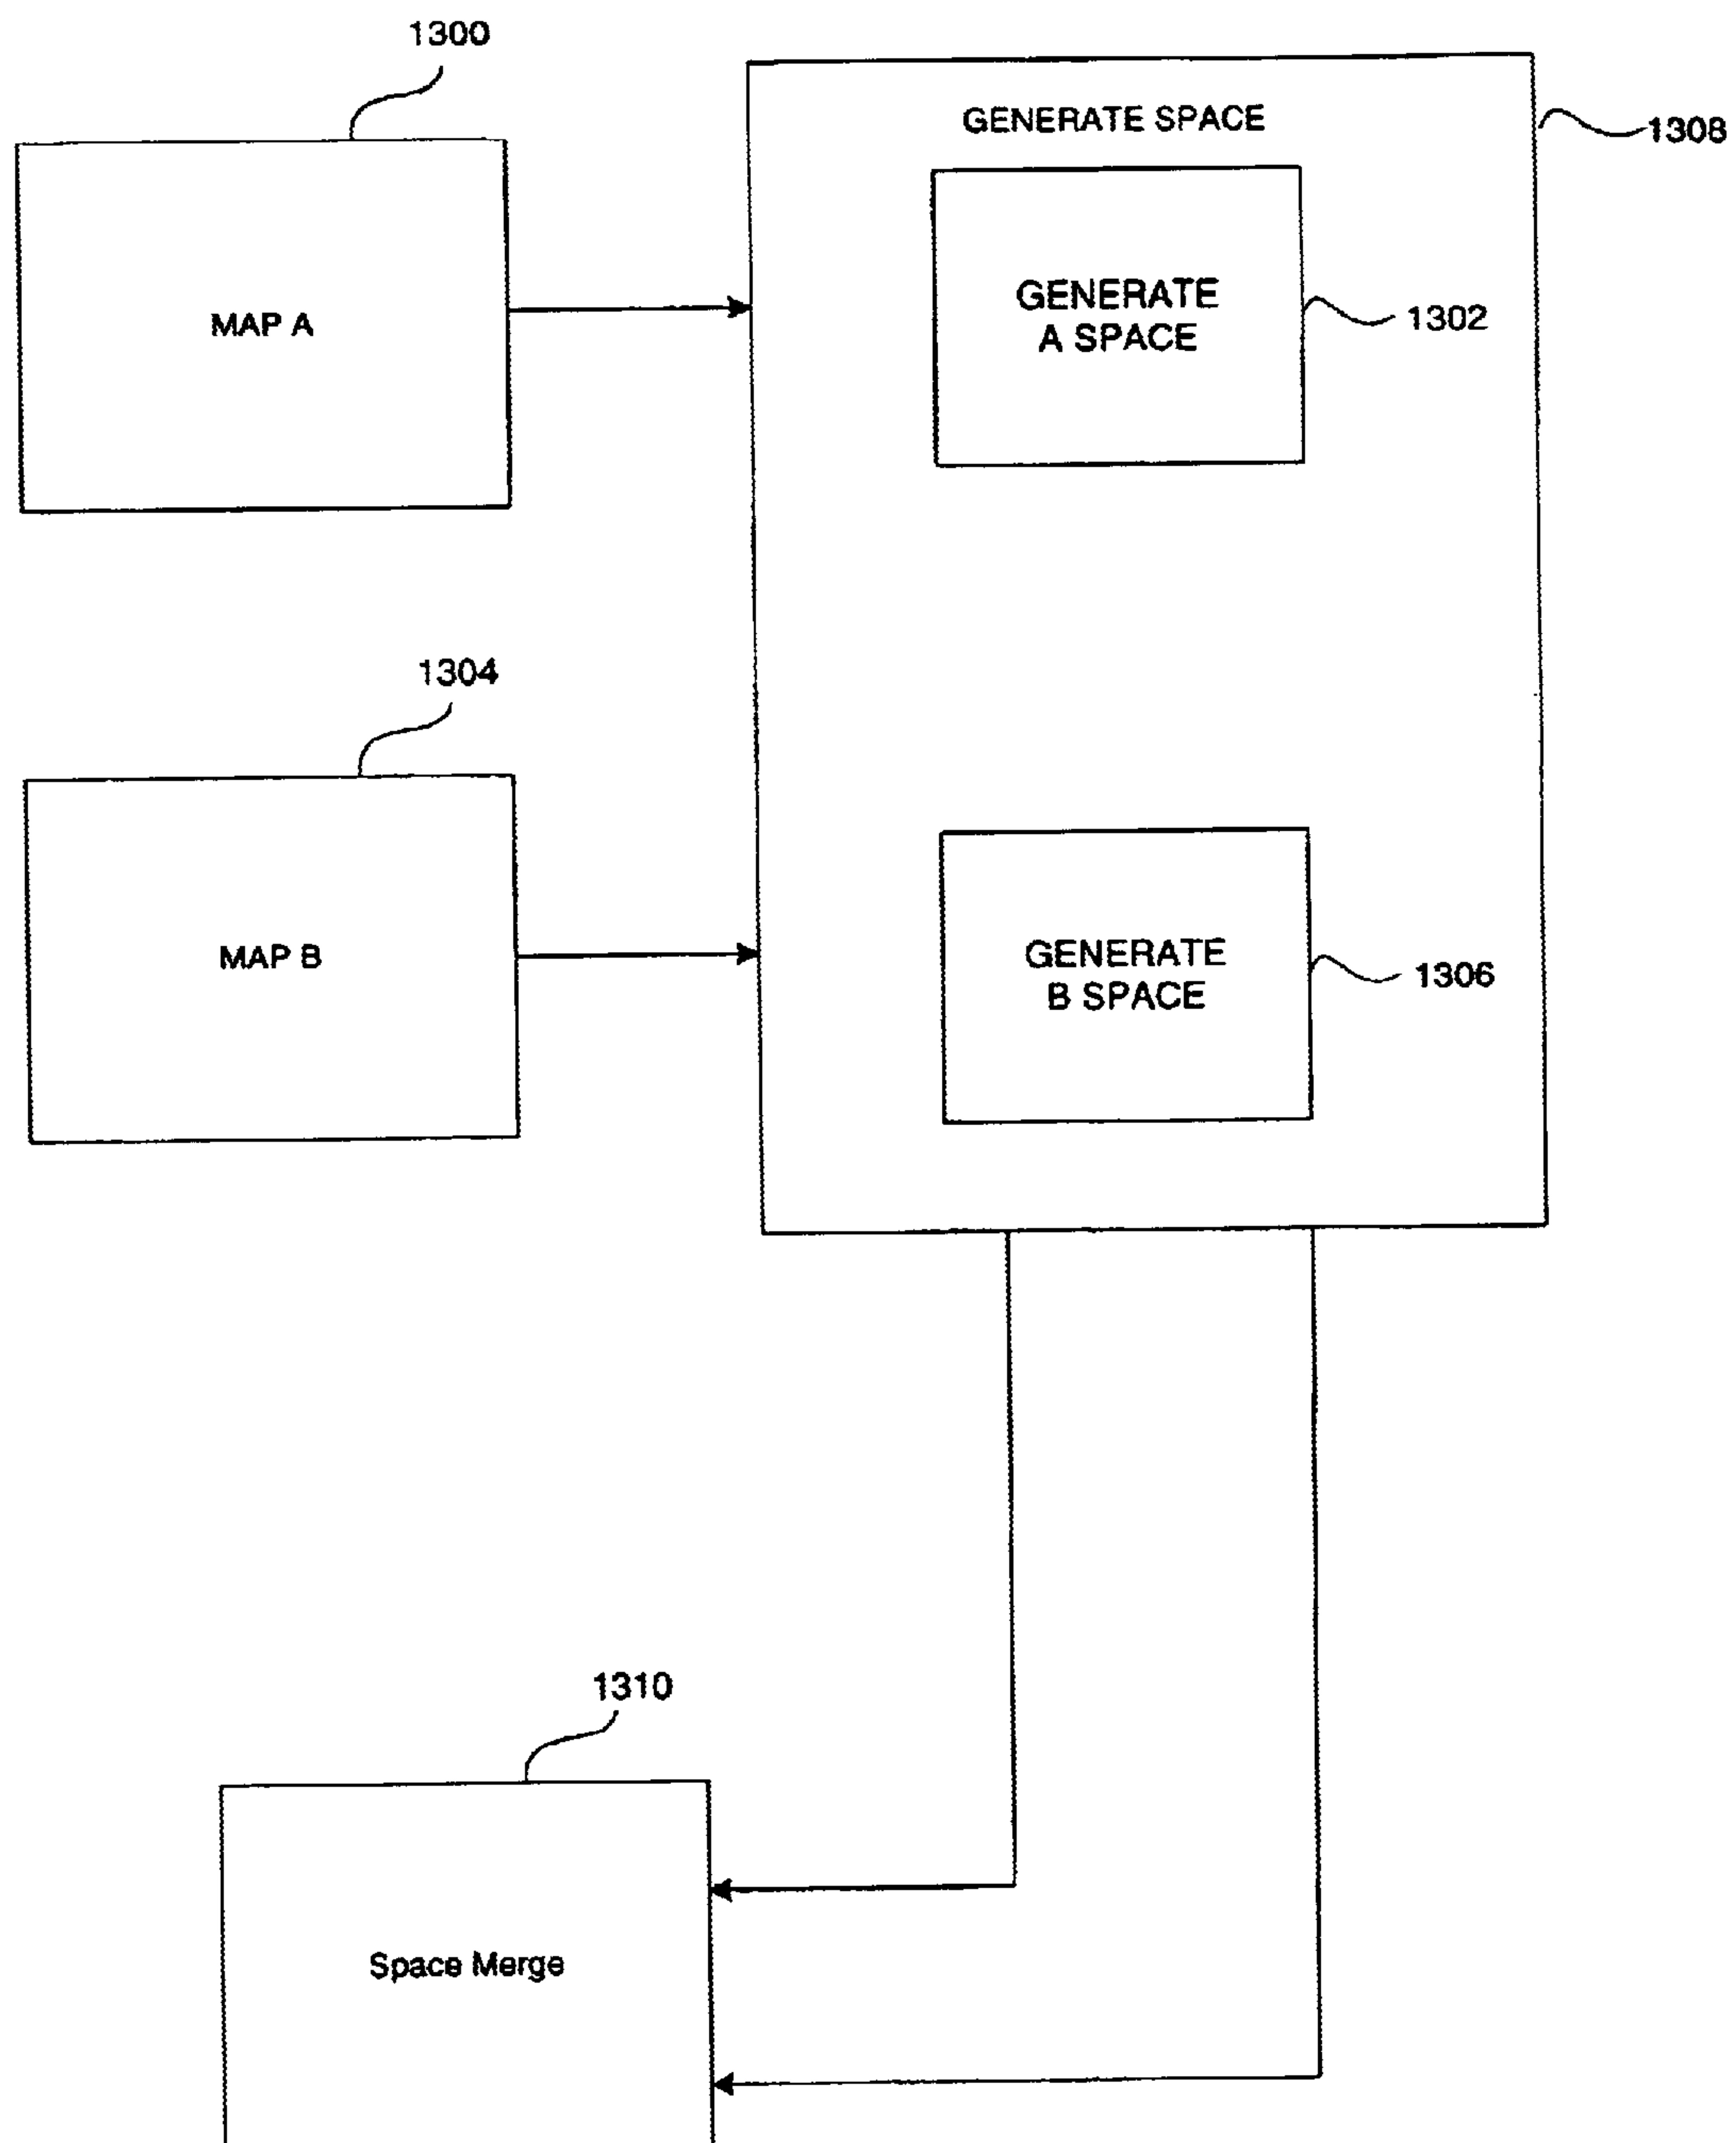 1300
GENERATE SPACE
1308
MAP A
GENERATE
A SPACE
1302
1304
MAP B
GENERATE
B SPACE
1306
1310
Space Merge